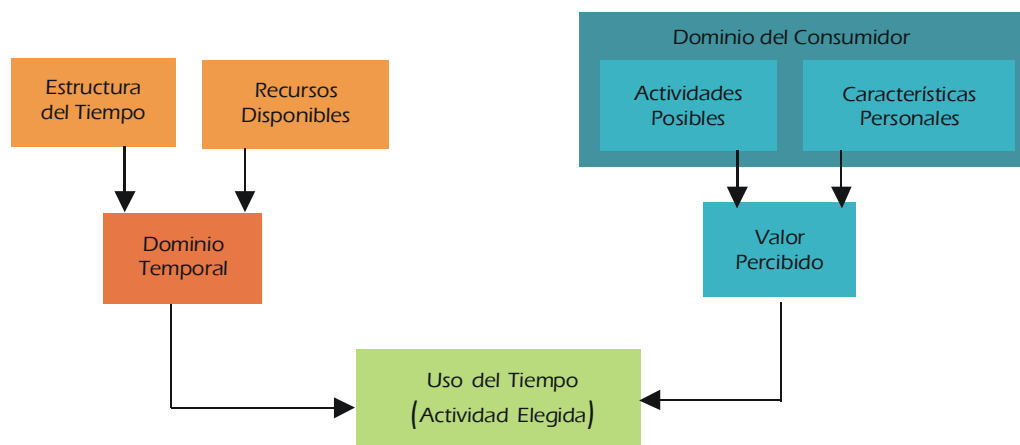 Dominio del Consumidor
Estructura
del Tiempo
Recursos
Disponibles
Actividades
Posibles
Características
Personales
Dominio
Temporal
Valor
Percibido
Uso del Tiempo
(Actividad Elegida)